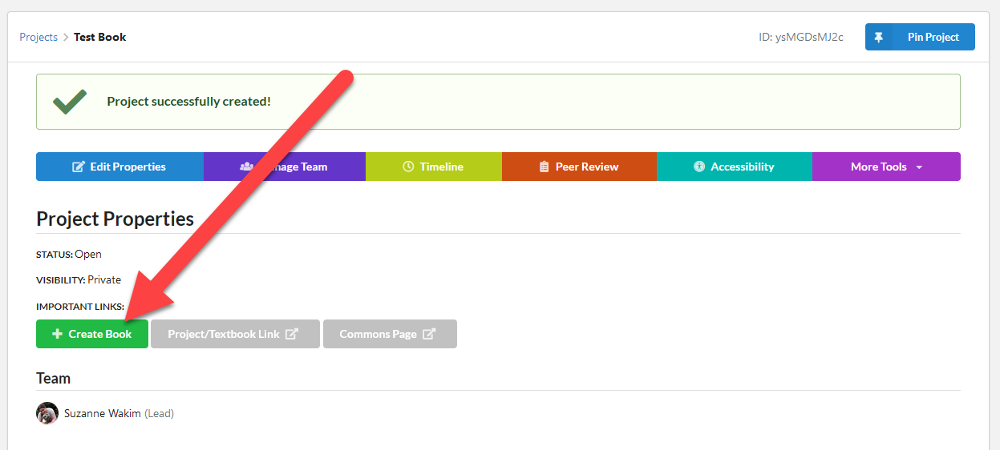 Projects > Test Book
ID: ysMGDsMJ2c
Pin Project
Project successfully created!
Edit Properties
nage Team
Timeline
Peer Review
Accessibility
More Tools
Project Properties
STATUS: Open
VISIBILITY: Private
IMPORTANT LINKS:
Create Book
Project/Textbook Link
Commons Page
Team
Suzanne Wakim (Lead)